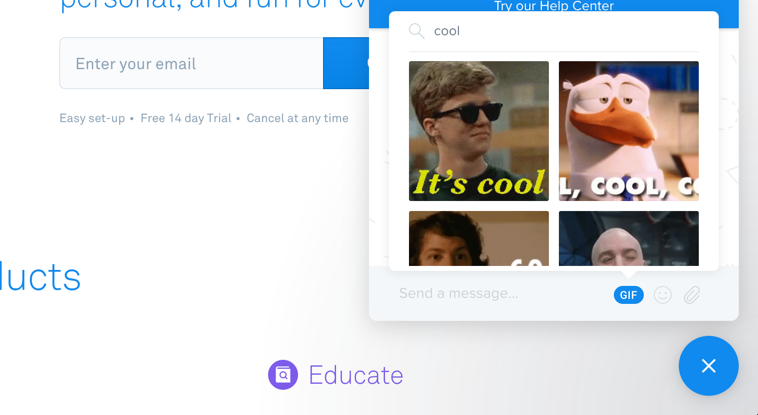 personal, and fun for ev
Try our Help Center
cool
Enter your email
Easy set-up • Free 14 day Trial • Cancel at any time
It's cool
L, COOL, CO
ducts
Send a message...
GIF
Educate